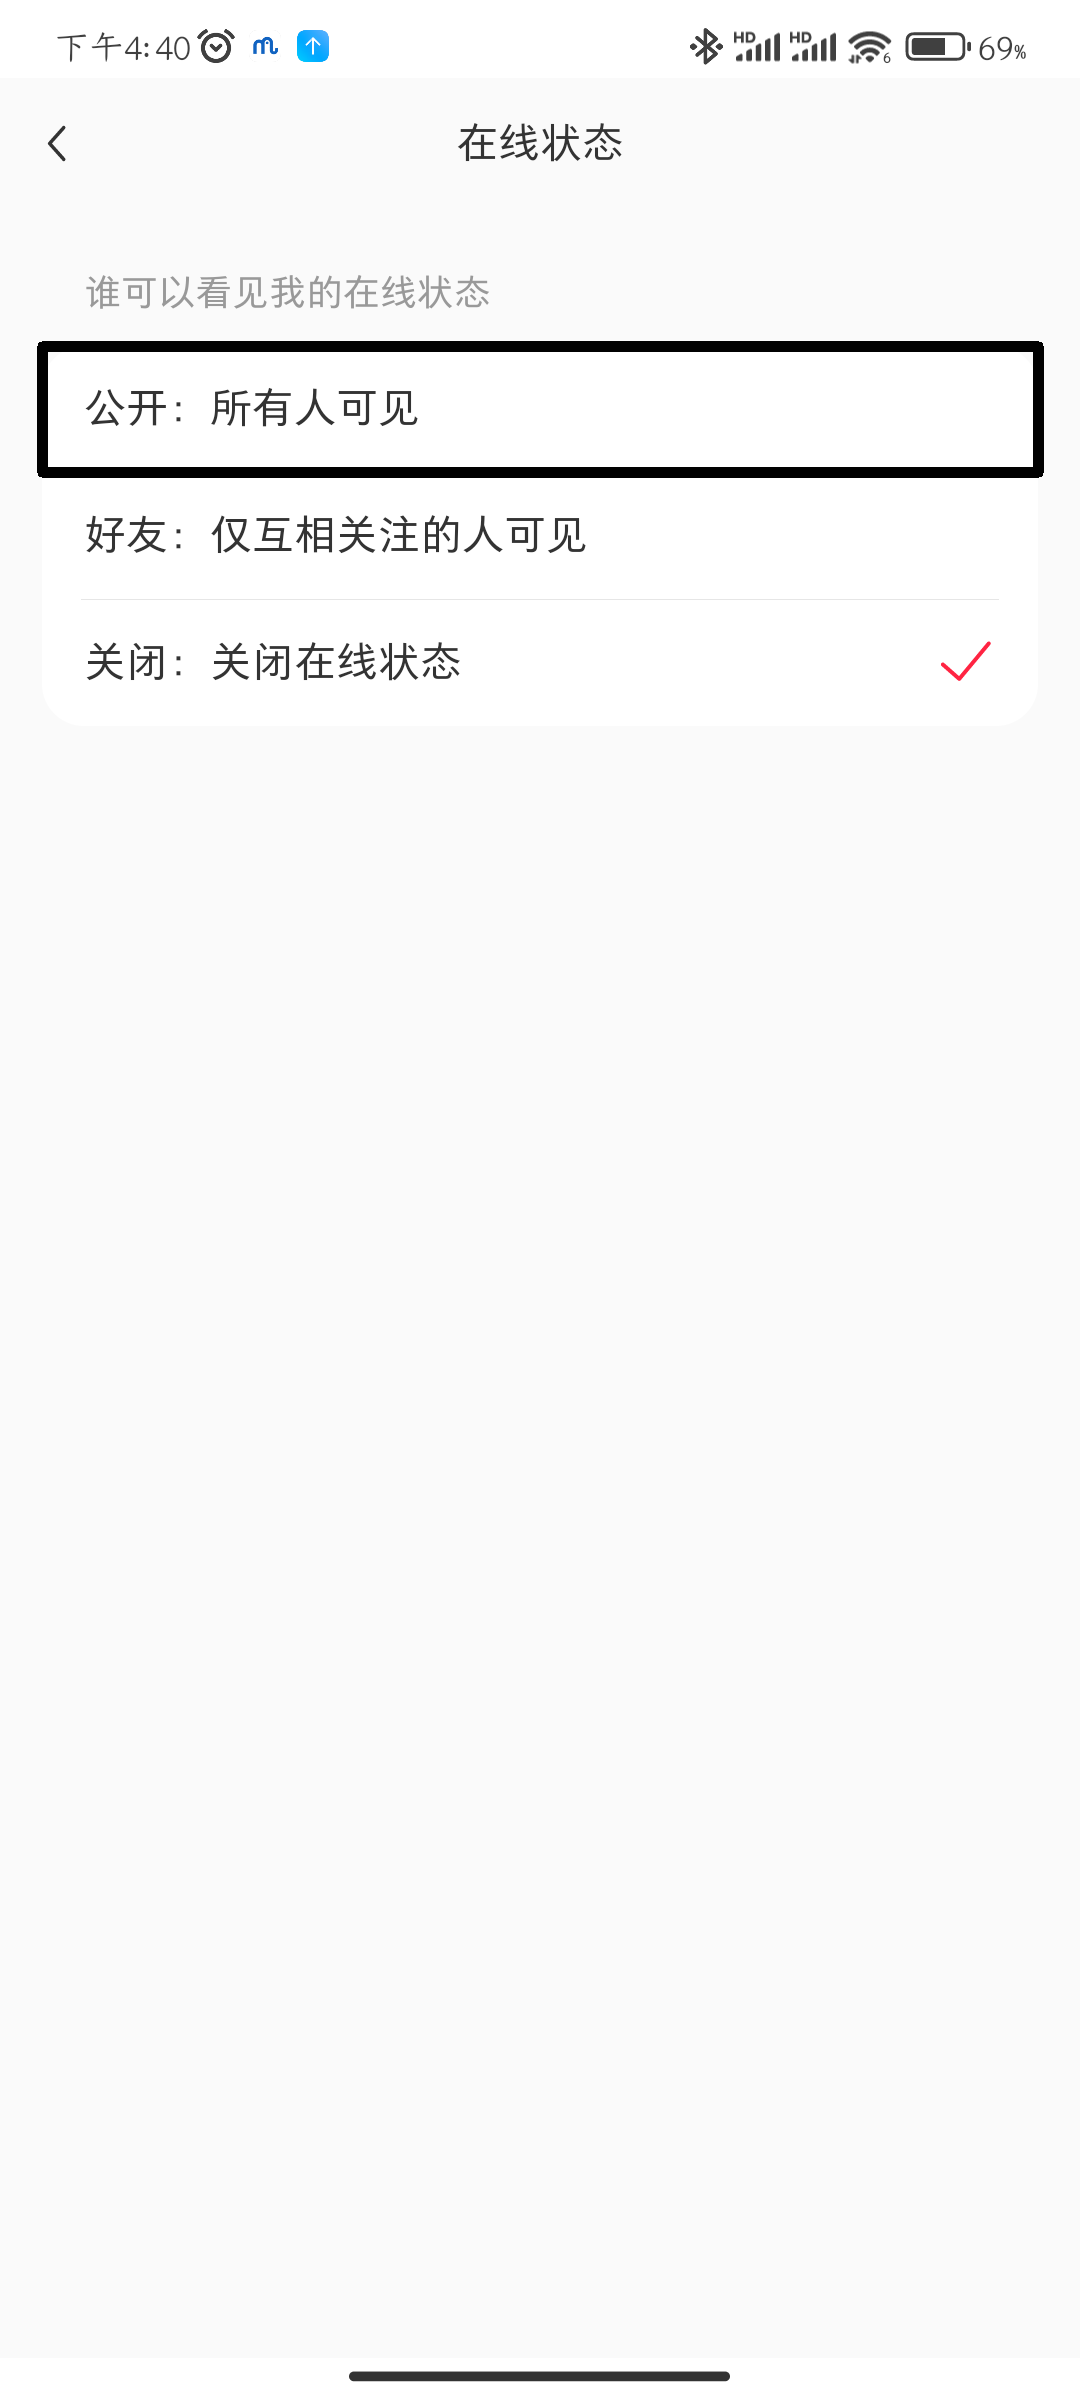 下午4:40
HD HD 6 69%
在线状态
谁可以看见我的在线状态
公开：所有人可见
好友：仅互相关注的人可见
关闭：关闭在线状态